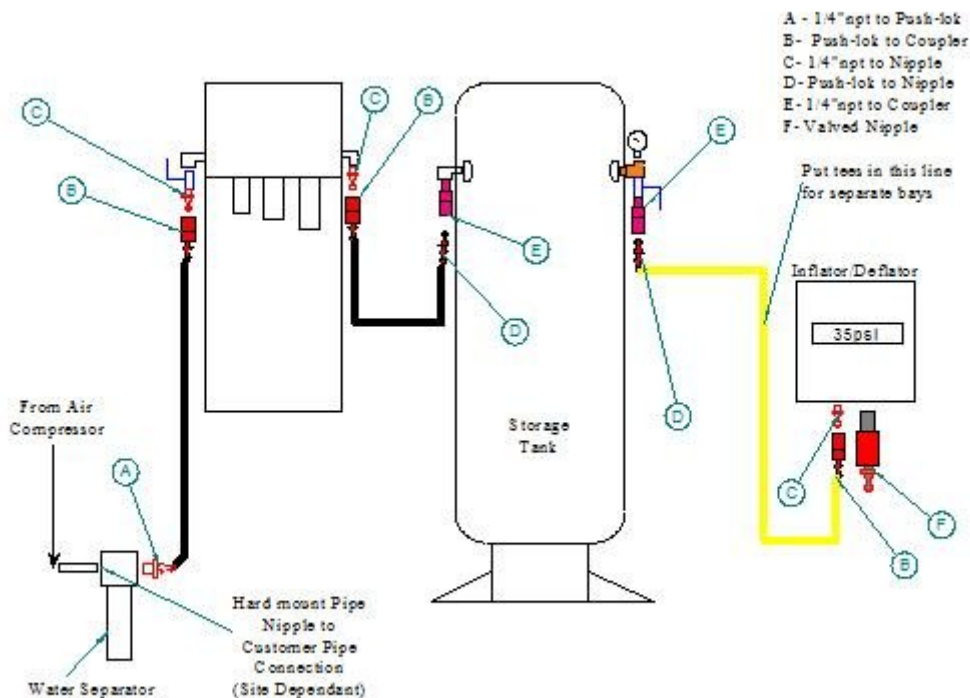 A - 1/4"npt to Push-lok
B- Push-lok to Coupler
C- 1/4"npt to Nipple
D- Push-lok to Nipple
E- 1/4"npt to Coupler
F- Valved Nipple
C
C
B
E
Put tees in this line
for separate bays
B
E
Inflator/Deflator
35psi
D
D
From Air
Compressor
Storage
Tank
A
C
F
B
Hard mount Pipe
Nipple to
Customer Pipe
Connection
(Site Dependant)
Water Separator